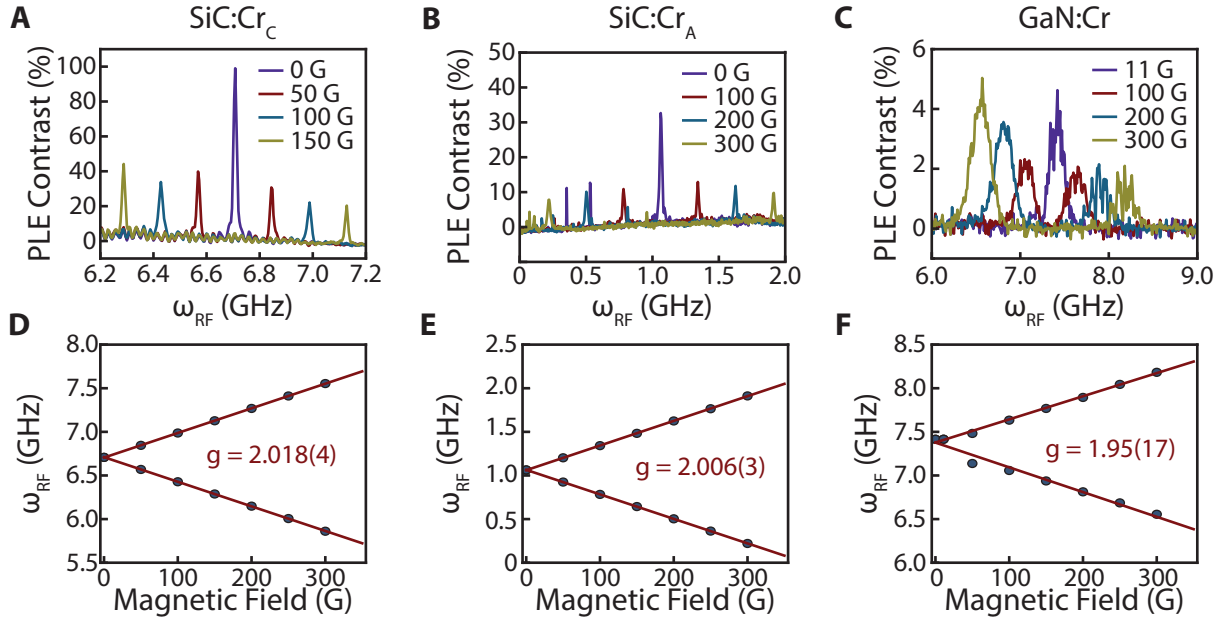 A SiC:Cr_C
PLE Contrast (%)
100
80
60
40
20
0
6.2 6.4 6.6 6.8 7.0 7.2
ω_RF (GHz)
0 G
50 G
100 G
150 G
B SiC:Cr_A
PLE Contrast (%)
50
40
30
20
10
0
0 0.5 1.0 1.5 2.0
ω_RF (GHz)
0 G
100 G
200 G
300 G
C GaN:Cr
PLE Contrast (%)
6
4
2
0
6.0 7.0 8.0 9.0
ω_RF (GHz)
11 G
100 G
200 G
300 G
D
ω_RF (GHz)
8.0
7.5
7.0
6.5
6.0
5.5
g = 2.018(4)
0 100 200 300
Magnetic Field (G)
E
ω_RF (GHz)
2.5
2.0
1.5
1.0
0.5
0
g = 2.006(3)
0 100 200 300
Magnetic Field (G)
F
ω_RF (GHz)
8.5
8.0
7.5
7.0
6.5
6.0
g = 1.95(17)
0 100 200 300
Magnetic Field (G)